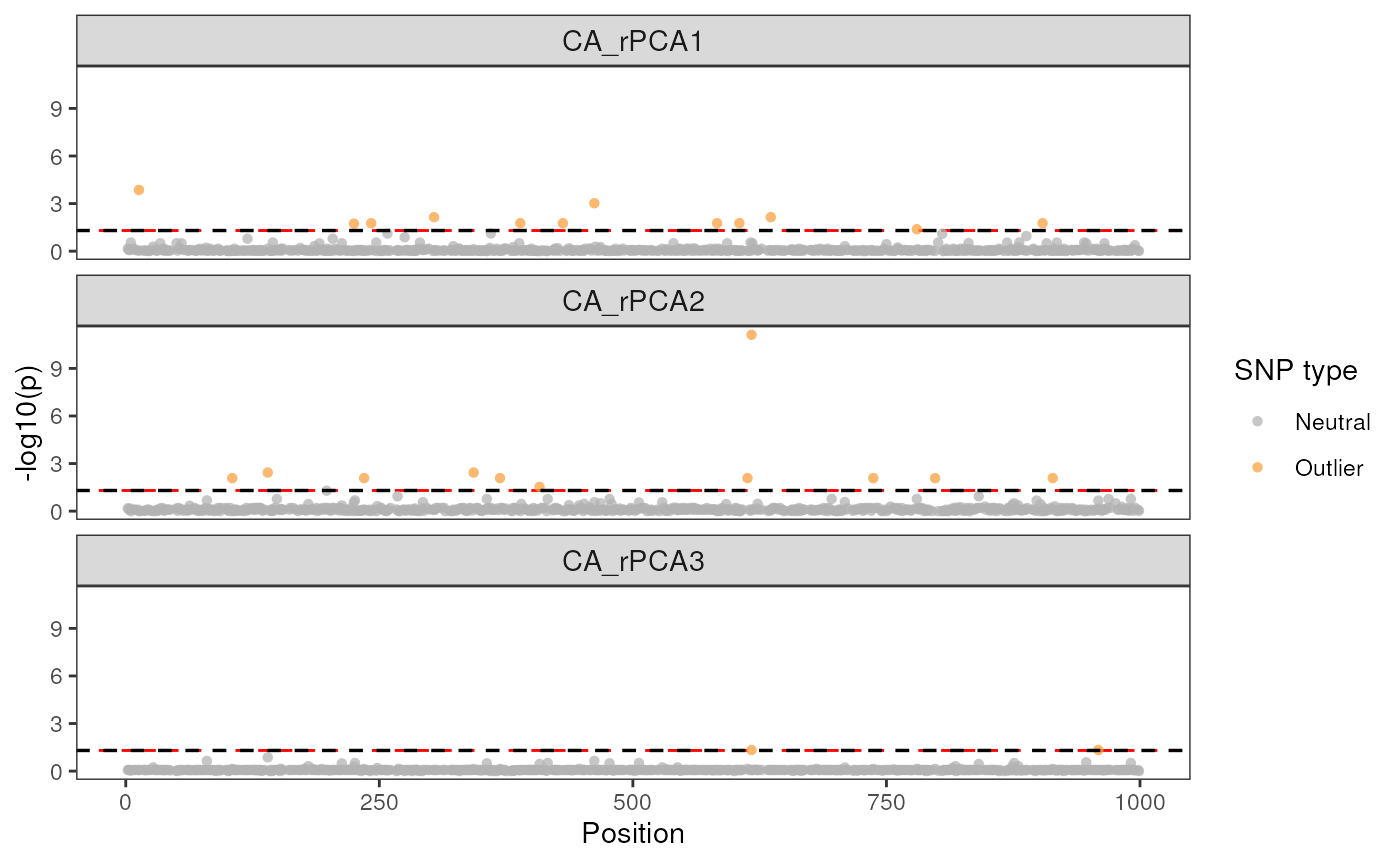 CA_rPCA1
9
6
3
0
CA_rPCA2
9
6
3
0
CA_rPCA3
9
6
3
0
0 250 500 750 1000
Position
-log10(p)
SNP type
Neutral
Outlier